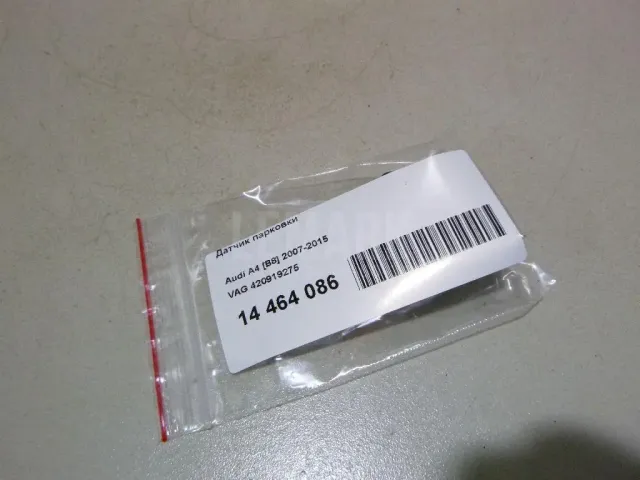 Датчик парковки
Audi A4 [B8] 2007-2015
VAG 420919275
14 464 086